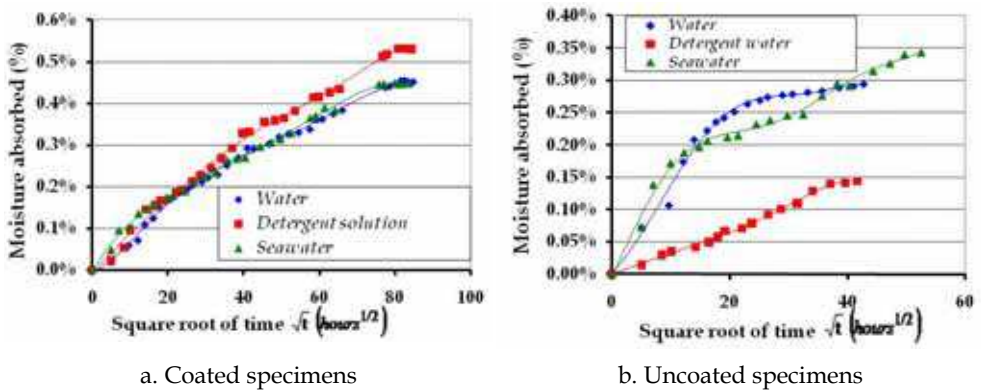 0.6%
0.5%
0.4%
0.3%
0.2%
0.1%
0.0%
Moisture absorbed (%)
Water
Detergent solution
Seawater
0 20 40 60 80 100
Square root of time √t (hours^1/2)
a. Coated specimens
0.40%
0.35%
0.30%
0.25%
0.20%
0.15%
0.10%
0.05%
0.00%
Moisture absorbed (%)
Water
Detergent water
Seawater
0 20 40 60
Square root of time √t (hours^1/2)
b. Uncoated specimens